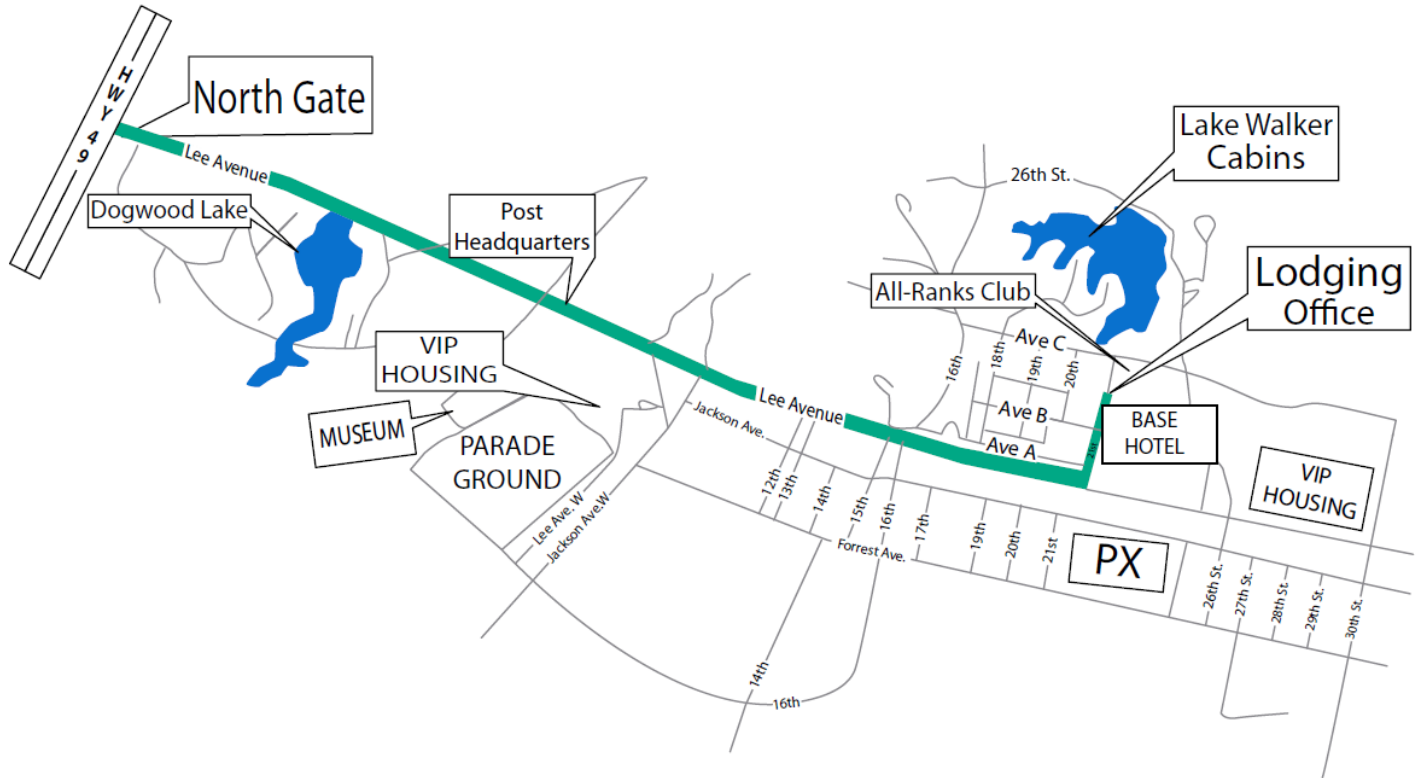 HWY 49
North Gate
Lee Avenue
Dogwood Lake
Post
Headquarters
Lake Walker
Cabins
26th St.
Lodging
Office
All-Ranks Club
VIP
HOUSING
MUSEUM
PARADE
GROUND
Jackson Ave.
Lee Avenue
16th
18th
Ave C
19th
20th
Ave B
Ave A
21st
BASE
HOTEL
VIP
HOUSING
Lee Ave. W
Jackson Ave.W
12th
13th
14th
15th
16th
17th
19th
20th
21st
Forrest Ave.
PX
26th St.
27th St.
28th St.
29th St.
30th St.
14th
16th